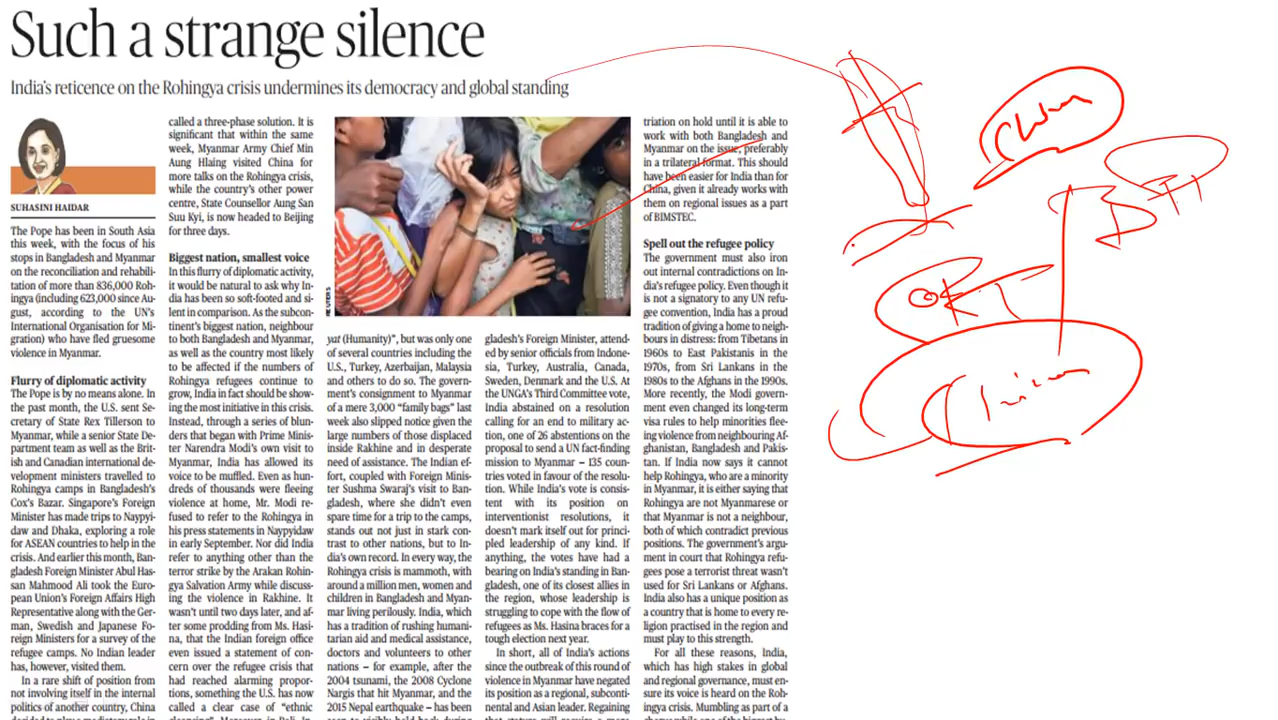 Such a strange silence
India's reticence on the Rohingya crisis undermines its democracy and global standing
SUHASINI HAIDAR
The Pope has been in South Asia
this week, with the focus of his
stops in Bangladesh and Myanmar
on the reconciliation and rehabili-
tation of more than 836,000 Roh-
ingya (including 623,000 since Au-
gust, according to the UN's
International Organisation for Mi-
gration) who have fled gruesome
violence in Myanmar.
Flurry of diplomatic activity
The Pope is by no means alone. In
the past month, the U.S. sent Se-
cretary of State Rex Tillerson to
Myanmar, while a senior State De-
partment team as well as the Brit-
ish and Canadian international de-
velopment ministers travelled to
Rohingya camps in Bangladesh's
Cox's Bazar. Singapore's Foreign
Minister has made trips to Naypyi-
daw and Dhaka, exploring a role
for ASEAN countries to help in the
crisis. And earlier this month, Ban-
gladesh Foreign Minister Abul Has-
san Mahmood Ali took the Euro-
pean Union's Foreign Affairs High
Representative along with the Ger-
man, Swedish and Japanese Fo-
reign Ministers for a survey of the
refugee camps. No Indian leader
has, however, visited them.
In a rare shift of position from
not involving itself in the internal
politics of another country, China
called a three-phase solution. It is
significant that within the same
week, Myanmar Army Chief Min
Aung Hlaing visited China for
more talks on the Rohingya crisis,
while the country's other power
centre, State Counsellor Aung San
Suu Kyi, is now headed to Beijing
for three days.
Biggest nation, smallest voice
In this flurry of diplomatic activity,
it would be natural to ask why In-
dia has been so soft-footed and si-
lent in comparison. As the subcon-
tinent's biggest nation, neighbour
to both Bangladesh and Myanmar,
as well as the country most likely
to be affected if the numbers of
Rohingya refugees continue to
grow, India in fact should be show-
ing the most initiative in this crisis.
Instead, through a series of blun-
ders that began with Prime Minis-
ter Narendra Modi's own visit to
Myanmar, India has allowed its
voice to be muffled. Even as hun-
dreds of thousands were fleeing
violence at home, Mr. Modi re-
fused to refer to the Rohingya in
his press statements in Naypyidaw
in early September. Nor did India
refer to anything other than the
terror strike by the Arakan Rohin-
gya Salvation Army while discuss-
ing the violence in Rakhine. It
wasn't until two days later, and af-
ter some prodding from Ms. Hasi-
na, that the Indian foreign office
even issued a statement of con-
cern over the refugee crisis that
had reached alarming propor-
tions, something the U.S. has now
called a clear case of "ethnic
REUTERS
yat (Humanity)", but was only one
of several countries including the
U.S., Turkey, Azerbaijan, Malaysia
and others to do so. The govern-
ment's consignment to Myanmar
of a mere 3,000 "family bags" last
week also slipped notice given the
large numbers of those displaced
inside Rakhine and in desperate
need of assistance. The Indian ef-
fort, coupled with Foreign Minis-
ter Sushma Swaraj's visit to Ban-
gladesh, where she didn't even
spare time for a trip to the camps,
stands out not just in stark con-
trast to other nations, but to In-
dia's own record. In every way, the
Rohingya crisis is mammoth, with
around a million men, women and
children in Bangladesh and Myan-
mar living perilously. India, which
has a tradition of rushing humani-
tarian aid and medical assistance,
doctors and volunteers to other
nations – for example, after the
2004 tsunami, the 2008 Cyclone
Nargis that hit Myanmar, and the
2015 Nepal earthquake – has been
gladesh's Foreign Minister, attend-
ed by senior officials from Indone-
sia, Turkey, Australia, Canada,
Sweden, Denmark and the U.S. At
the UNGA's Third Committee vote,
India abstained on a resolution
calling for an end to military ac-
tion, one of 26 abstentions on the
proposal to send a UN fact-finding
mission to Myanmar – 135 coun-
tries voted in favour of the resolu-
tion. While India's vote is consis-
tent with its position on
interventionist resolutions, it
doesn't mark itself out for princi-
pled leadership of any kind. If
anything, the votes have had a
bearing on India's standing in Ban-
gladesh, one of its closest allies in
the region, whose leadership is
struggling to cope with the flow of
refugees as Ms. Hasina braces for a
tough election next year.
In short, all of India's actions
since the outbreak of this round of
violence in Myanmar have negated
its position as a regional, subconti-
nental and Asian leader. Regaining
triation on hold until it is able to
work with both Bangladesh and
Myanmar on the issue, preferably
in a trilateral format. This should
have been easier for India than for
China, given it already works with
them on regional issues as a part
of BIMSTEC.
Spell out the refugee policy
The government must also iron
out internal contradictions on In-
dia's refugee policy. Even though it
is not a signatory to any UN refu-
gee convention, India has a proud
tradition of giving a home to neigh-
bours in distress: from Tibetans in
1960s to East Pakistanis in the
1970s, from Sri Lankans in the
1980s to the Afghans in the 1990s.
More recently, the Modi govern-
ment even changed its long-term
visa rules to help minorities flee-
ing violence from neighbouring Af-
ghanistan, Bangladesh and Pakis-
tan. If India now says it cannot
help Rohingya, who are a minority
in Myanmar, it is either saying that
Rohingya are not Myanmarese or
that Myanmar is not a neighbour,
both of which contradict previous
positions. The government's argu-
ment in court that Rohingya refu-
gees pose a terrorist threat wasn't
used for Sri Lankans or Afghans.
India also has a unique position as
a country that is home to every re-
ligion practised in the region and
must play to this strength.
For all these reasons, India,
which has high stakes in global
and regional governance, must en-
sure its voice is heard on the Roh-
ingya crisis. Mumbling as part of a